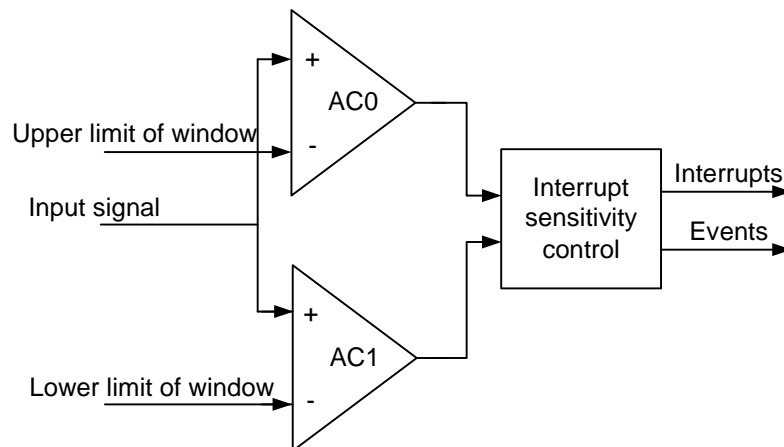 +
AC0
Upper limit of window
-
Input signal
Interrupt
sensitivity
control
Interrupts
Events
+
AC1
Lower limit of window
-